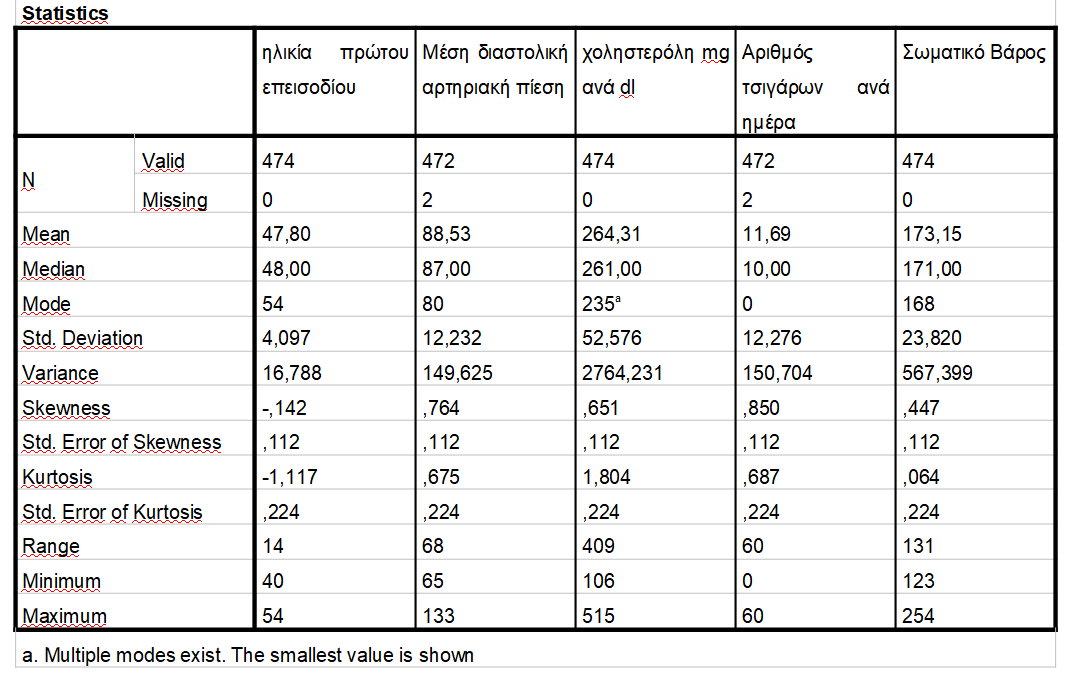 Statistics
ηλικία πρώτου επεισοδίου Μέση διαστολική αρτηριακή πίεση χοληστερόλη mg ανά dl Αριθμός τσιγάρων ανά ημέρα Σωματικό Βάρος
N Valid 474 472 474 472 474
Missing 0 2 0 2 0
Mean 47,80 88,53 264,31 11,69 173,15
Median 48,00 87,00 261,00 10,00 171,00
Mode 54 80 235a 0 168
Std. Deviation 4,097 12,232 52,576 12,276 23,820
Variance 16,788 149,625 2764,231 150,704 567,399
Skewness -,142 ,764 ,651 ,850 ,447
Std. Error of Skewness ,112 ,112 ,112 ,112 ,112
Kurtosis -1,117 ,675 1,804 ,687 ,064
Std. Error of Kurtosis ,224 ,224 ,224 ,224 ,224
Range 14 68 409 60 131
Minimum 40 65 106 0 123
Maximum 54 133 515 60 254
a. Multiple modes exist. The smallest value is shown